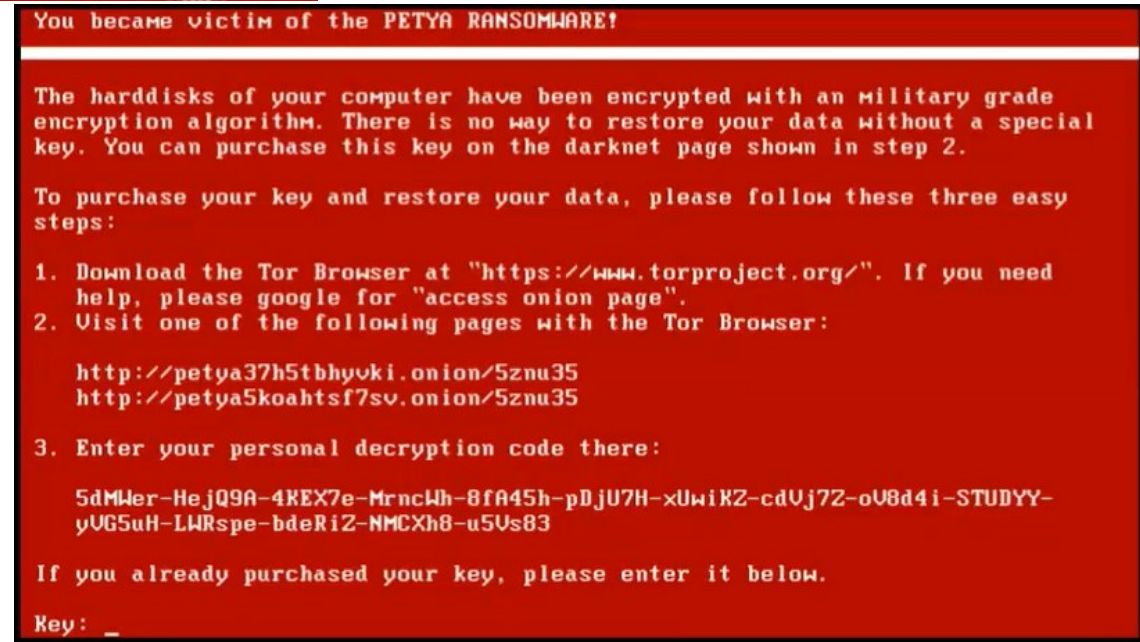 You became victim of the PETYA RANSOMWARE!
The harddisks of your computer have been encrypted with an military grade
encryption algorithm. There is no way to restore your data without a special
key. You can purchase this key on the darknet page shown in step 2.
To purchase your key and restore your data, please follow these three easy
steps:
1. Download the Tor Browser at "https://www.torproject.org/". If you need
help, please google for "access onion page".
2. Visit one of the following pages with the Tor Browser:
http://petya37h5tbhyvki.onion/5znu35
http://petya5koahtsf7sv.onion/5znu35
3. Enter your personal decryption code there:
5dMWer-HejQ9A-4KEX7e-MrncWh-8fA45h-pDjU7H-xUwiKZ-cdVj7Z-oV8d4i-STUDYY-
yVG5uH-LWRspe-bdeRiZ-NMCXh8-u5Vs83
If you already purchased your key, please enter it below.
Key: _